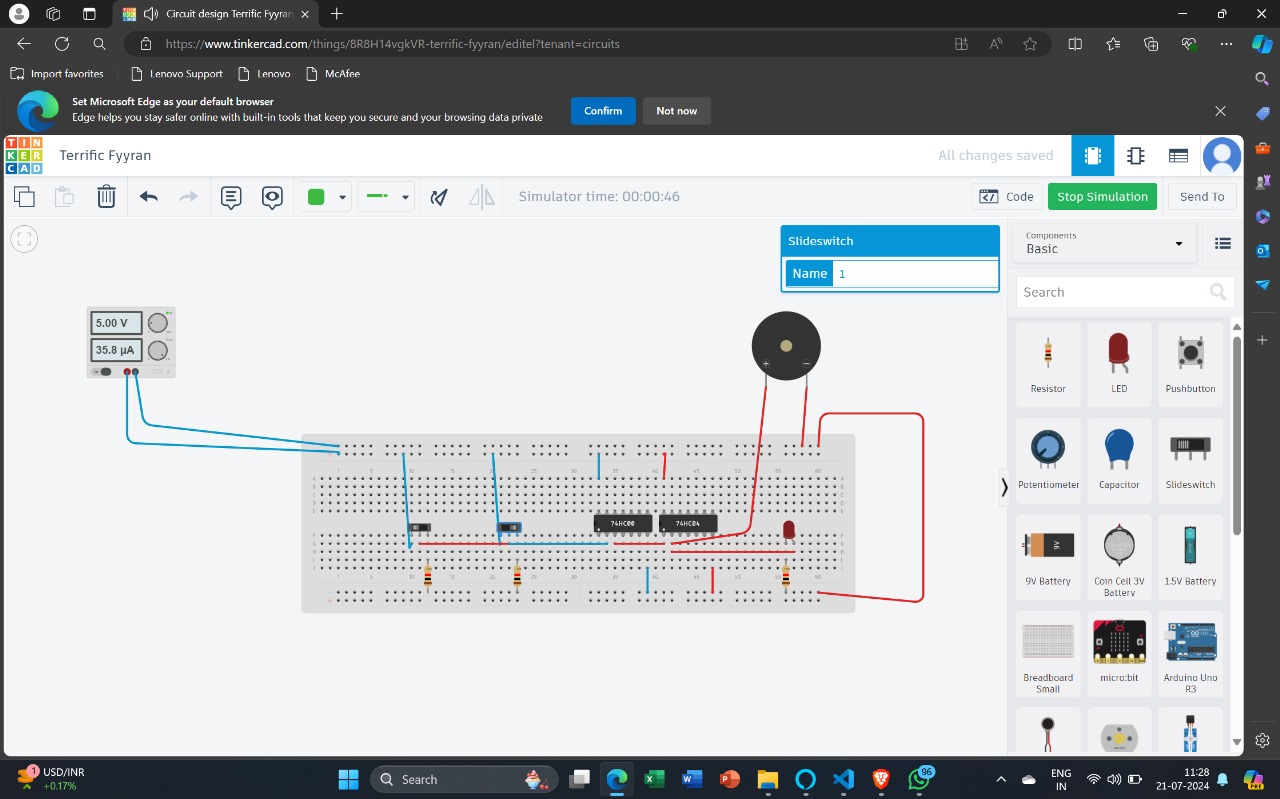 Circuit design Terrific Fyyran
https://www.tinkercad.com/things/8R8H14vgkVR-terrific-fyyran/editel?tenant=circuits
Import favorites
Lenovo Support
Lenovo
McAfee
Set Microsoft Edge as your default browser
Edge helps you stay safer online with built-in tools that keep you secure and your browsing data private
Confirm
Not now
TINKERCAD
Terrific Fyyran
All changes saved
Simulator time: 00:00:46
Code
Stop Simulation
Send To
Slideswitch
Name 1
Components
Basic
Search
5.00 V
35.8 µA
74HC00
74HC04
Resistor
LED
Pushbutton
Potentiometer
Capacitor
Slideswitch
9V Battery
Coin Cell 3V Battery
1.5V Battery
Breadboard Small
micro:bit
Arduino Uno R3
1
USD/INR
+0.17%
Search
96
ENG
IN
11:28
21-07-2024